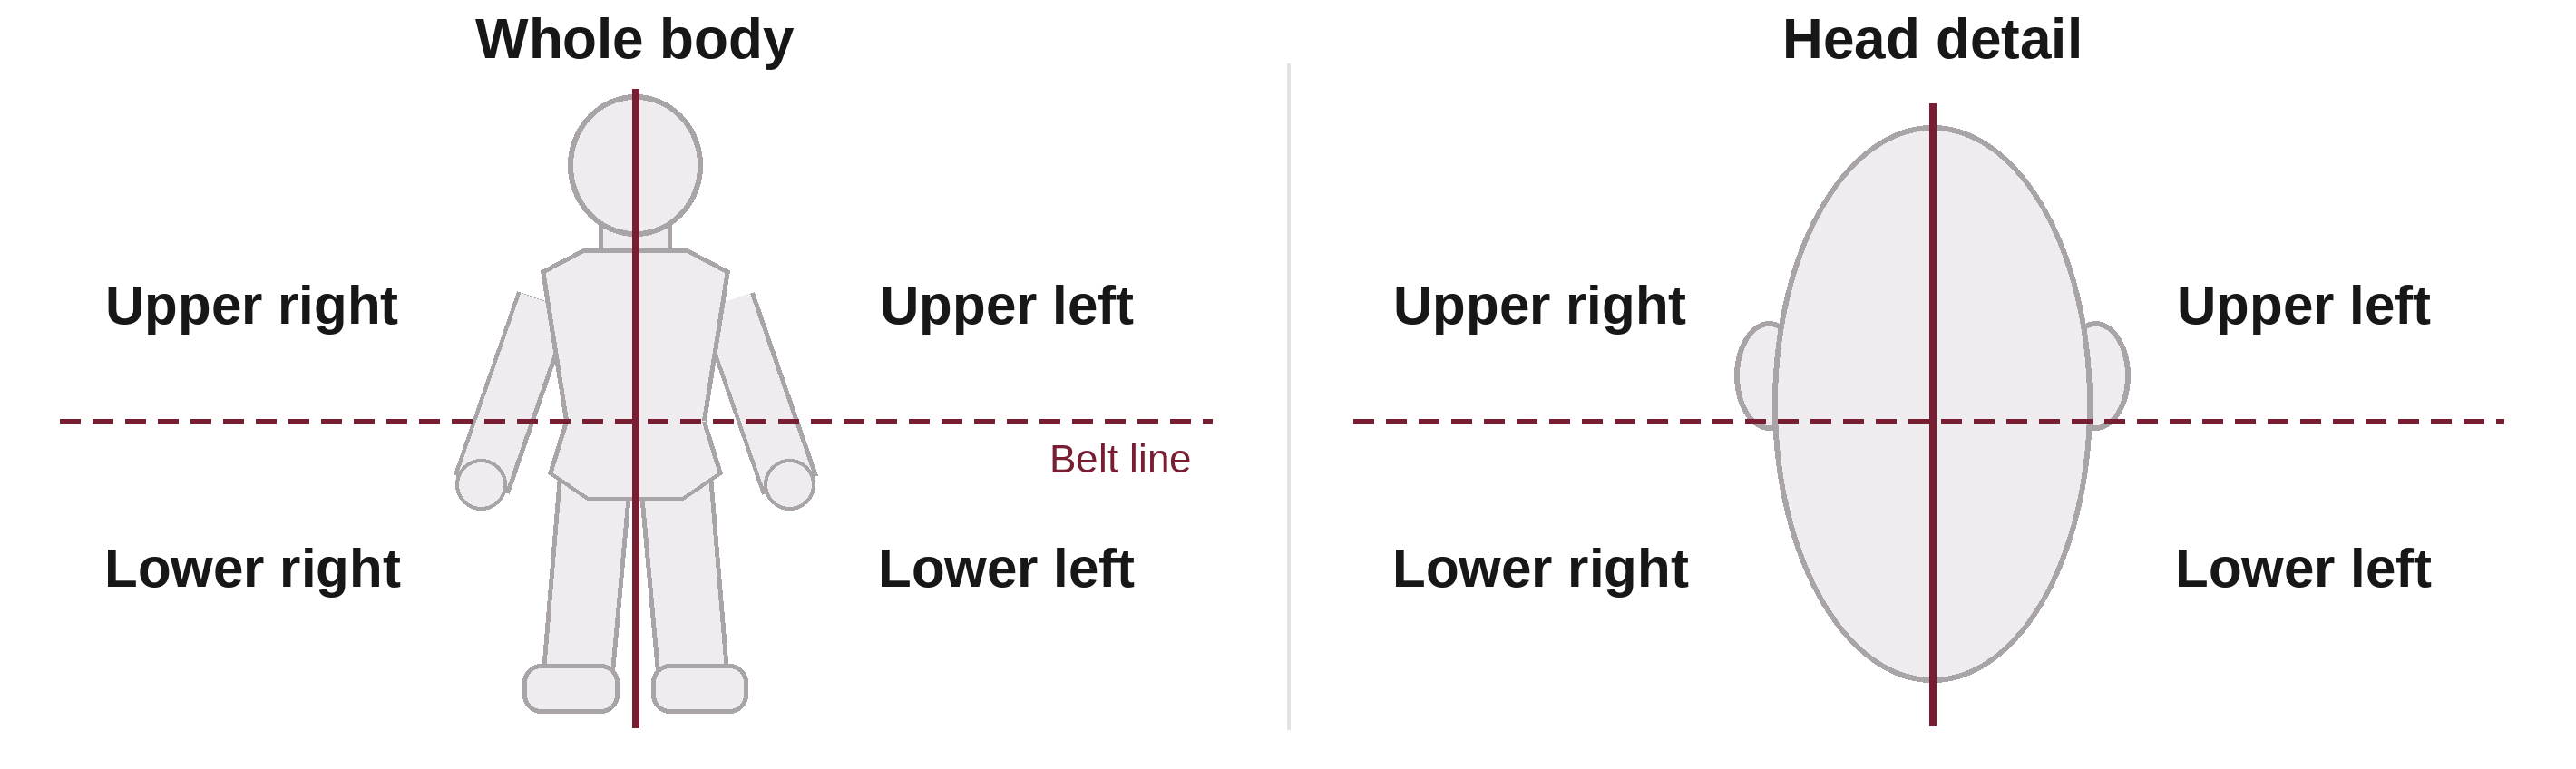 Whole body
Upper right
Upper left
Belt line
Lower right
Lower left
Head detail
Upper right
Upper left
Lower right
Lower left